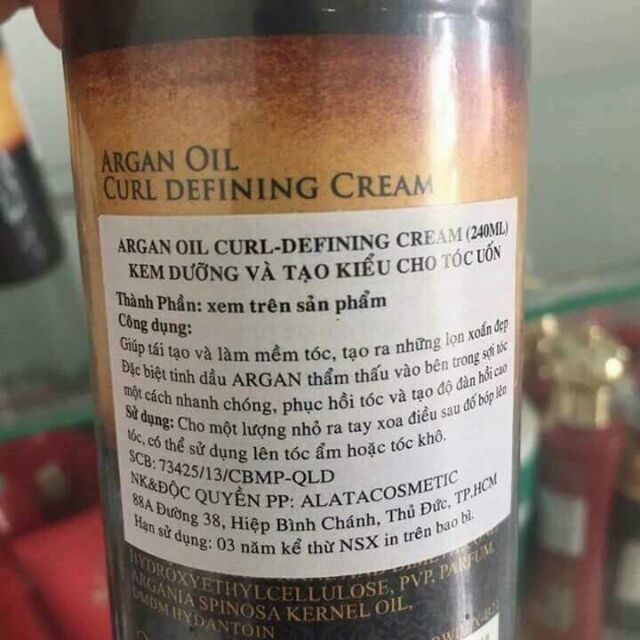 ARGAN OIL
CURL DEFINING CREAM
ARGAN OIL CURL-DEFINING CREAM (240ML)
KEM DƯỠNG VÀ TẠO KIỂU CHO TÓC UỐN
Thành Phần: xem trên sản phẩm
Công dụng:
Giúp tái tạo và làm mềm tóc, tạo ra những lọn xoăn đẹp
Đặc biệt tinh dầu ARGAN thẩm thấu vào bên trong sợi tóc
một cách nhanh chóng, phục hồi tóc và tạo độ đàn hồi cao
Sử dụng: Cho một lượng nhỏ ra tay xoa điều sau đố bóp lên
tóc, có thể sử dụng lên tóc ẩm hoặc tóc khô.
SCB: 73425/13/CBMP-QLD
NK&ĐỘC QUYỀN PP: ALATACOSMETIC
88A Đường 38, Hiệp Bình Chánh, Thủ Đức, TP.HCM
Hạn sử dụng: 03 năm kể thừ NSX in trên bao bì.
HYDROXYETHYLCELLULOSE, PVP, PARFUM,
ARGANIA SPINOSA KERNEL OIL,
DMDM HYDANTOIN